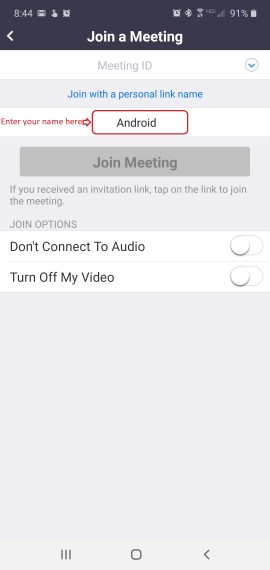 8:44 91%
Join a Meeting
Meeting ID
Join with a personal link name
Enter your name here Android
Join Meeting
If you received an invitation link, tap on the link to join
the meeting.
JOIN OPTIONS
Don't Connect To Audio
Turn Off My Video